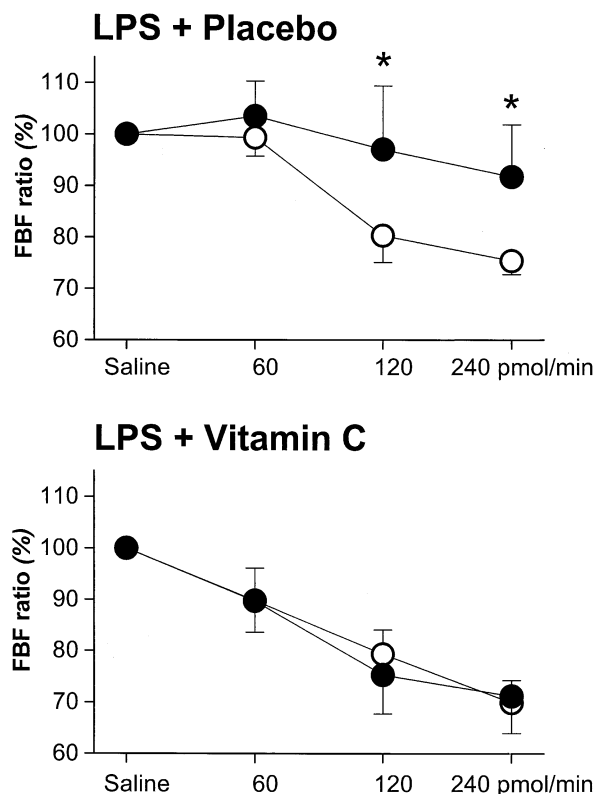 LPS + Placebo
*
*
110
100
90
80
70
60
FBF ratio (%)
Saline 60 120 240 pmol/min
LPS + Vitamin C
110
100
90
80
70
60
FBF ratio (%)
Saline 60 120 240 pmol/min